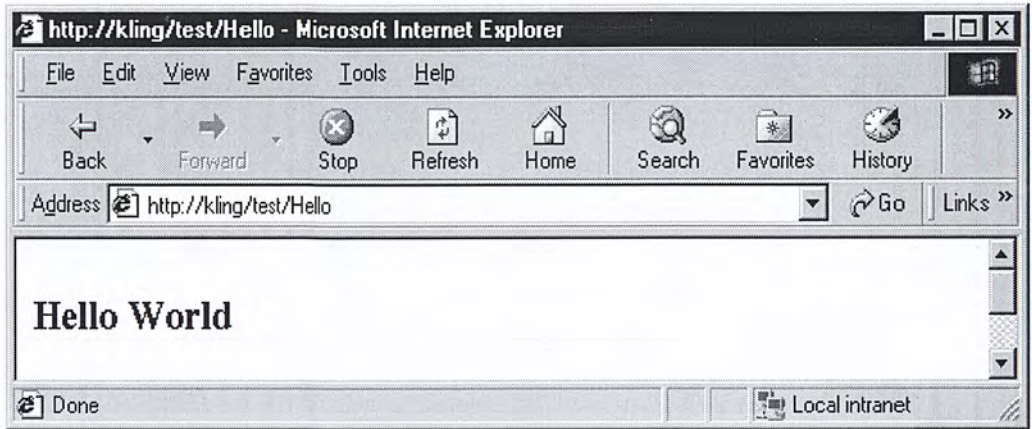 http://kling/test/Hello - Microsoft Internet Explorer
File Edit View Favorites Tools Help
Back Forward Stop Refresh Home Search Favorites History »
Address http://kling/test/Hello Go Links »
Hello World
Done Local intranet